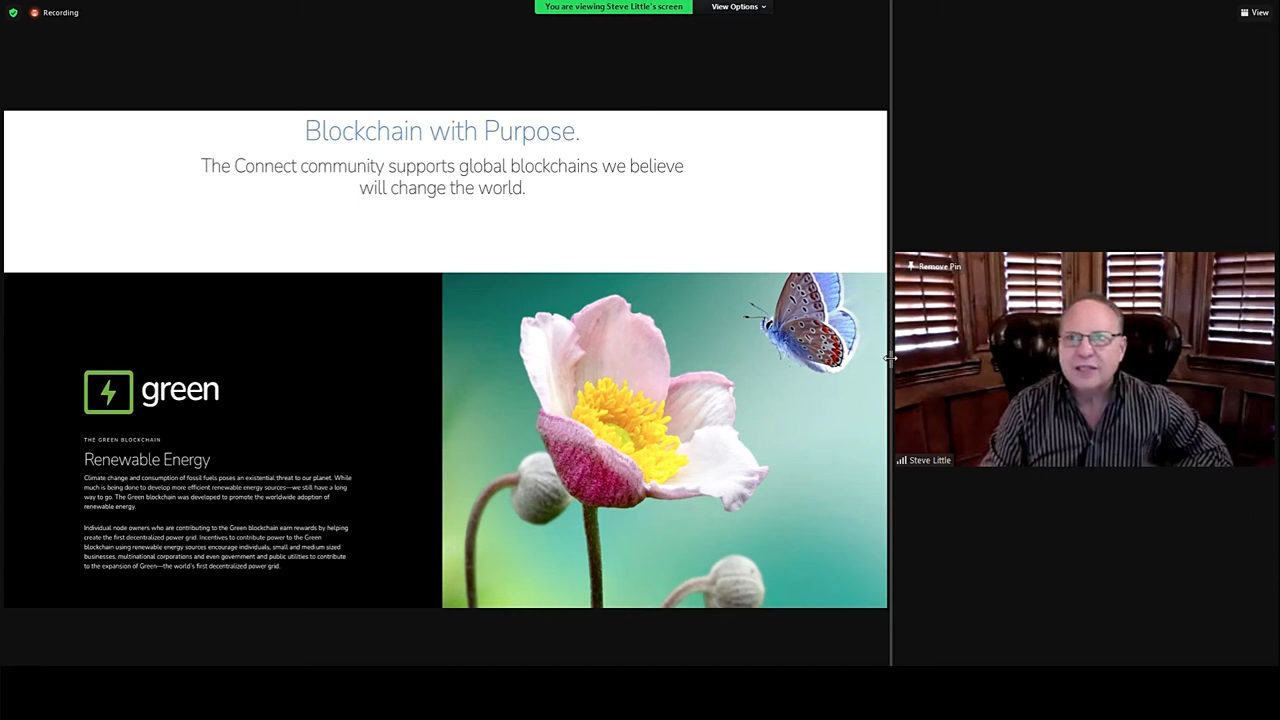 Recording
You are viewing Steve Little's screen
View Options
View
Blockchain with Purpose.
The Connect community supports global blockchains we believe
will change the world.
green
THE GREEN BLOCKCHAIN
Renewable Energy
Climate change and consumption of fossil fuels poses an existential threat to our planet. While
much is being done to develop more efficient renewable energy sources—we still have a long
way to go. The Green blockchain was developed to promote the worldwide adoption of
renewable energy.
Individual node owners who are contributing to the Green blockchain earn rewards by helping
create the first decentralized power grid. Incentives to contribute power to the Green
blockchain using renewable energy sources encourage individuals, small and medium sized
businesses, multinational corporations and even government and public utilities to contribute
to the expansion of Green—the world's first decentralized power grid.
Remove Pin
Steve Little